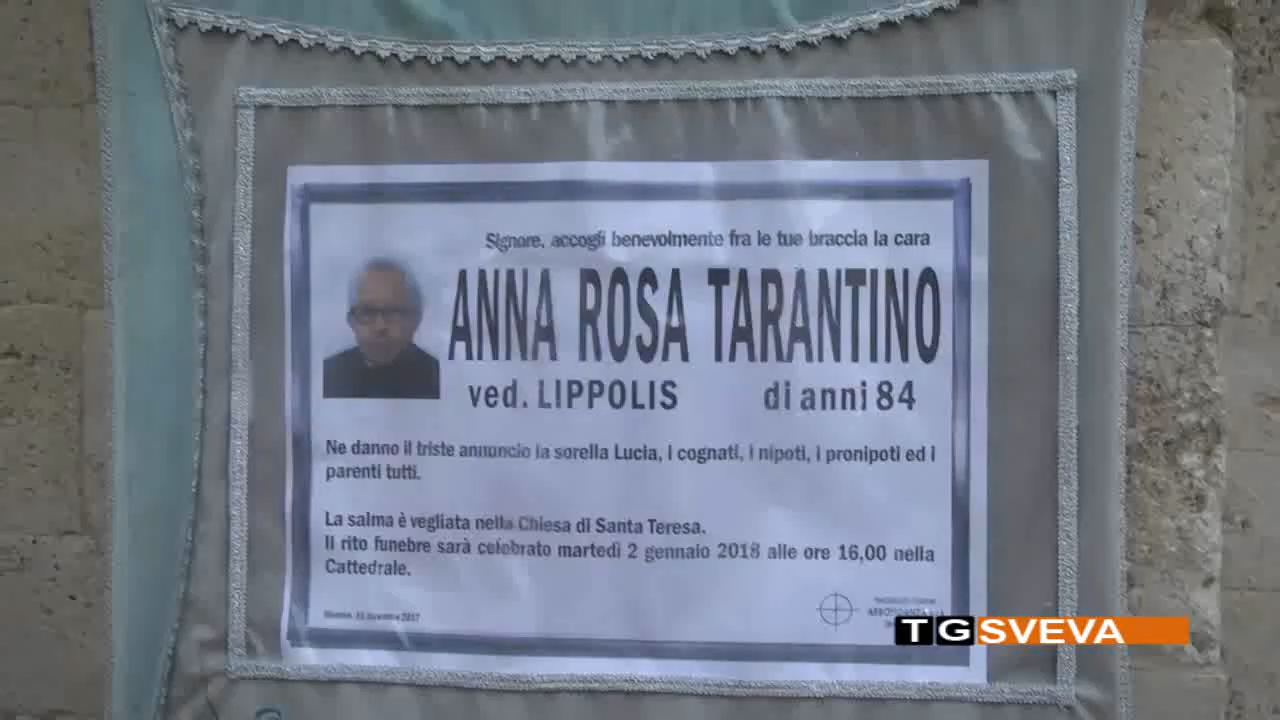 Signore, accogli benevolmente fra le tue braccia la cara
ANNA ROSA TARANTINO
ved. LIPPOLIS di anni 84
Ne danno il triste annuncio la sorella Lucia, i cognati, i nipoti, i pronipoti ed i
parenti tutti.
La salma è vegliata nella Chiesa di Santa Teresa.
Il rito funebre sarà celebrato martedì 2 gennaio 2018 alle ore 16,00 nella
Cattedrale.
2017
TGSVEVA